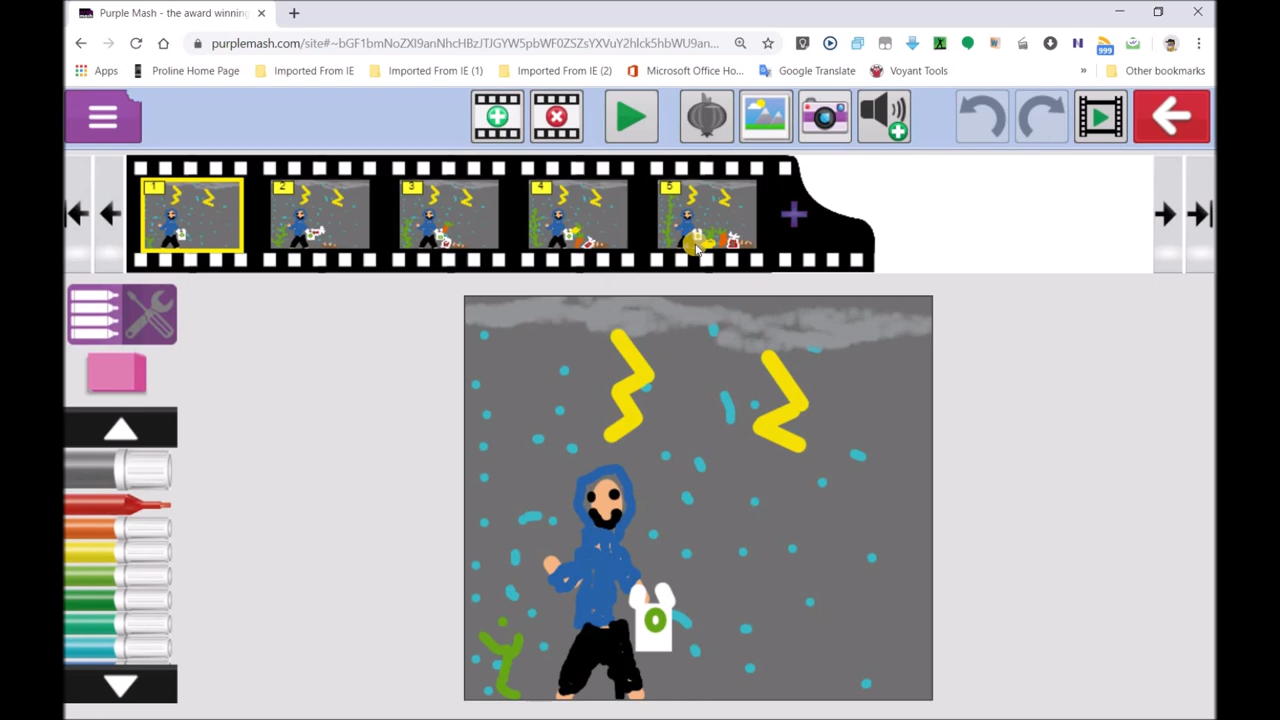 Purple Mash - the award winning
purplemash.com/site#~bGF1bmNoZXI9anNhcHBzJTJGYW5pbWF0ZSZsYXVuY2hlck5hbWU9an...
Apps Proline Home Page Imported From IE Imported From IE (1) Imported From IE (2) Microsoft Office Ho... Google Translate Voyant Tools » Other bookmarks
999
1 2 3 4 5